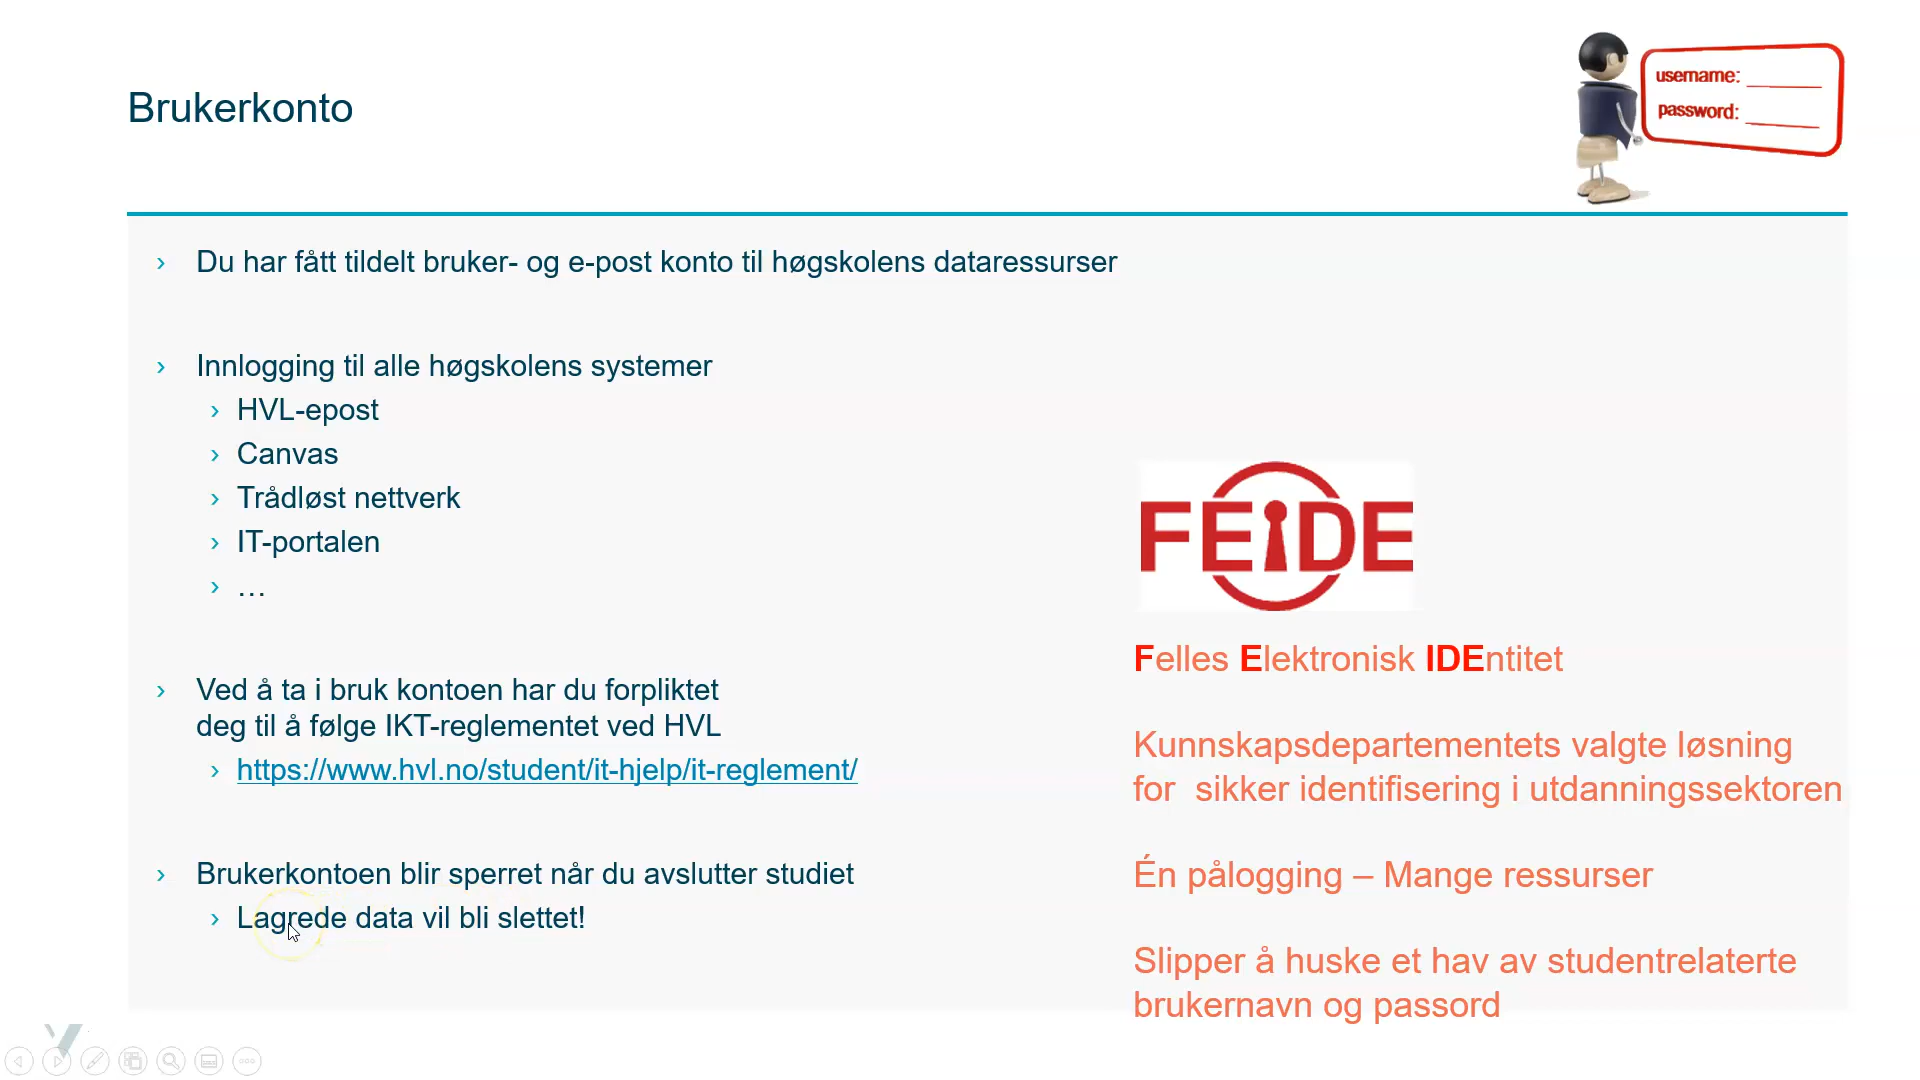 Brukerkonto
username:
password:
Du har fått tildelt bruker- og e-post konto til høgskolens dataressurser
Innlogging til alle høgskolens systemer
HVL-epost
Canvas
Trådløst nettverk
IT-portalen
…
Ved å ta i bruk kontoen har du forpliktet
deg til å følge IKT-reglementet ved HVL
https://www.hvl.no/student/it-hjelp/it-reglement/
Brukerkontoen blir sperret når du avslutter studiet
Lagrede data vil bli slettet!
FEIDE
Felles Elektronisk IDEntitet
Kunnskapsdepartementets valgte løsning
for  sikker identifisering i utdanningssektoren
Én pålogging – Mange ressurser
Slipper å huske et hav av studentrelaterte
brukernavn og passord